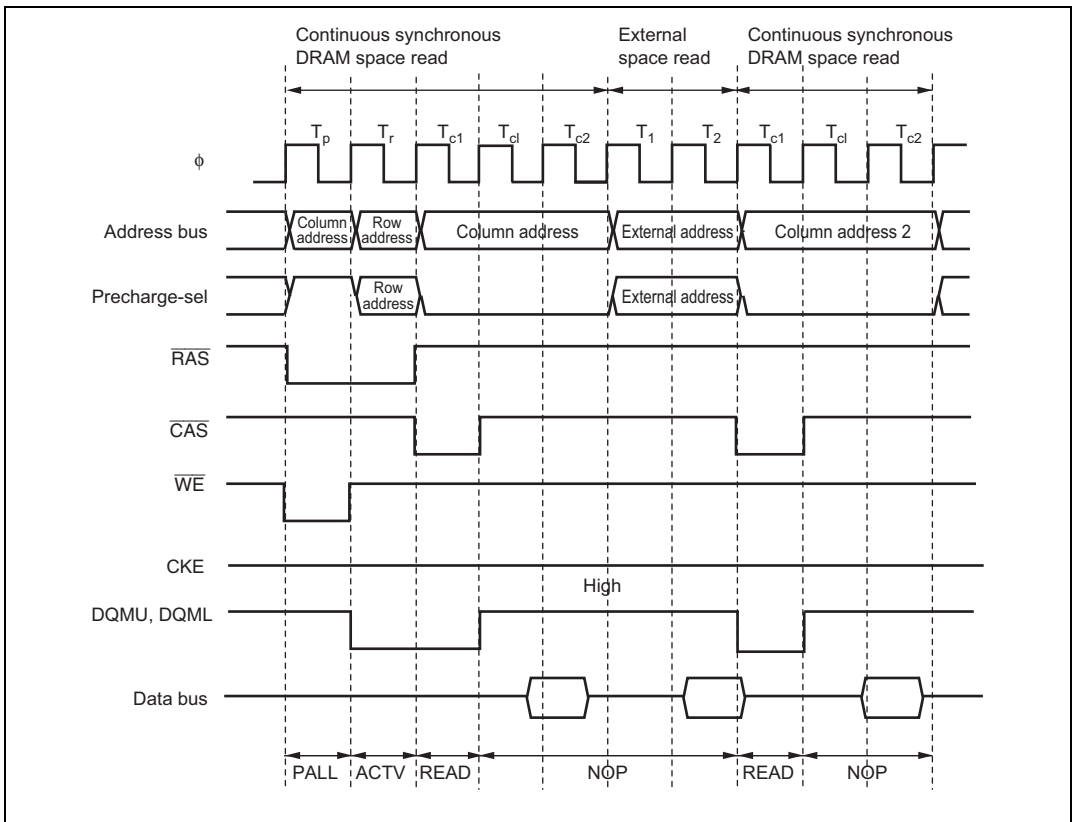 Continuous synchronous
DRAM space read
External
space read
Continuous synchronous
DRAM space read
Tp Tr Tc1 Tcl Tc2 T1 T2 Tc1 Tcl Tc2
ϕ
Address bus
Column
address
Row
address
Column address
External address
Column address 2
Precharge-sel
Row
address
External address
RAS
CAS
WE
CKE
High
DQMU, DQML
Data bus
PALL ACTV READ NOP READ NOP